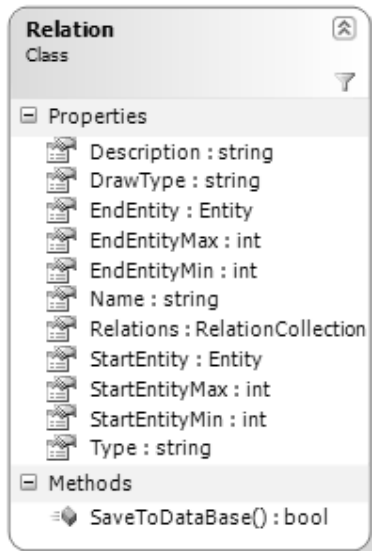 Relation
Class
Properties
Description : string
DrawType : string
EndEntity : Entity
EndEntityMax : int
EndEntityMin : int
Name : string
Relations : RelationCollection
StartEntity : Entity
StartEntityMax : int
StartEntityMin : int
Type : string
Methods
SaveToDataBase() : bool